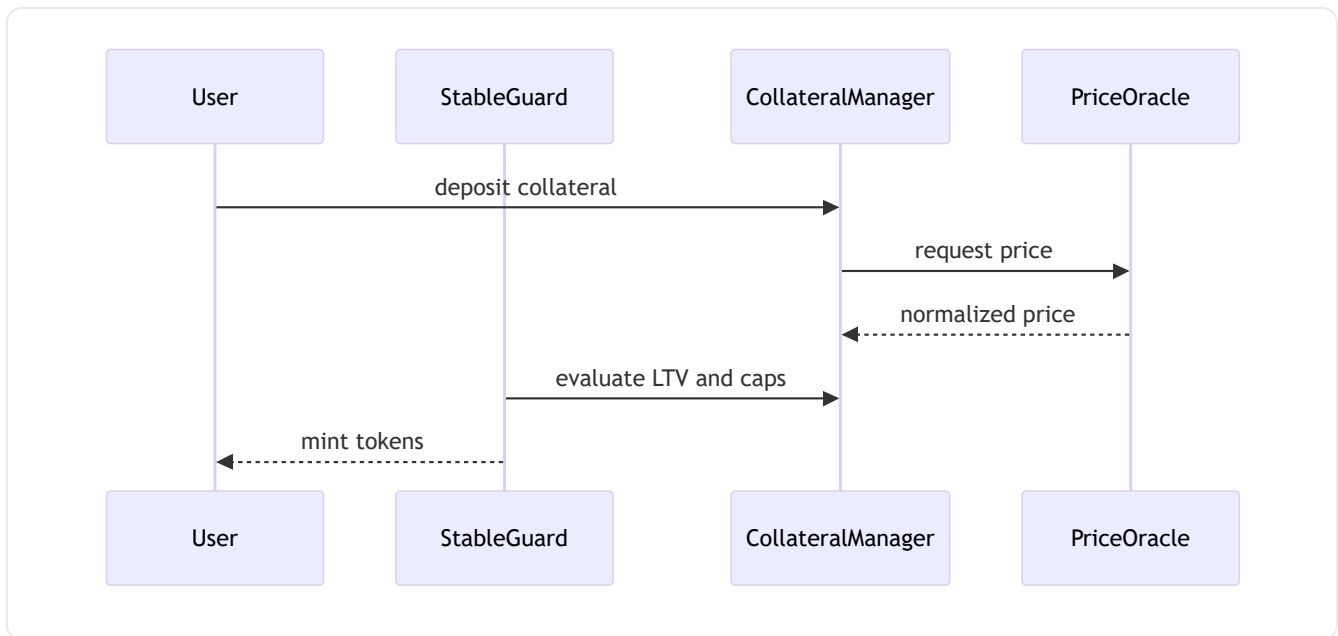 User
StableGuard
CollateralManager
PriceOracle
deposit collateral
request price
normalized price
evaluate LTV and caps
mint tokens
User
StableGuard
CollateralManager
PriceOracle